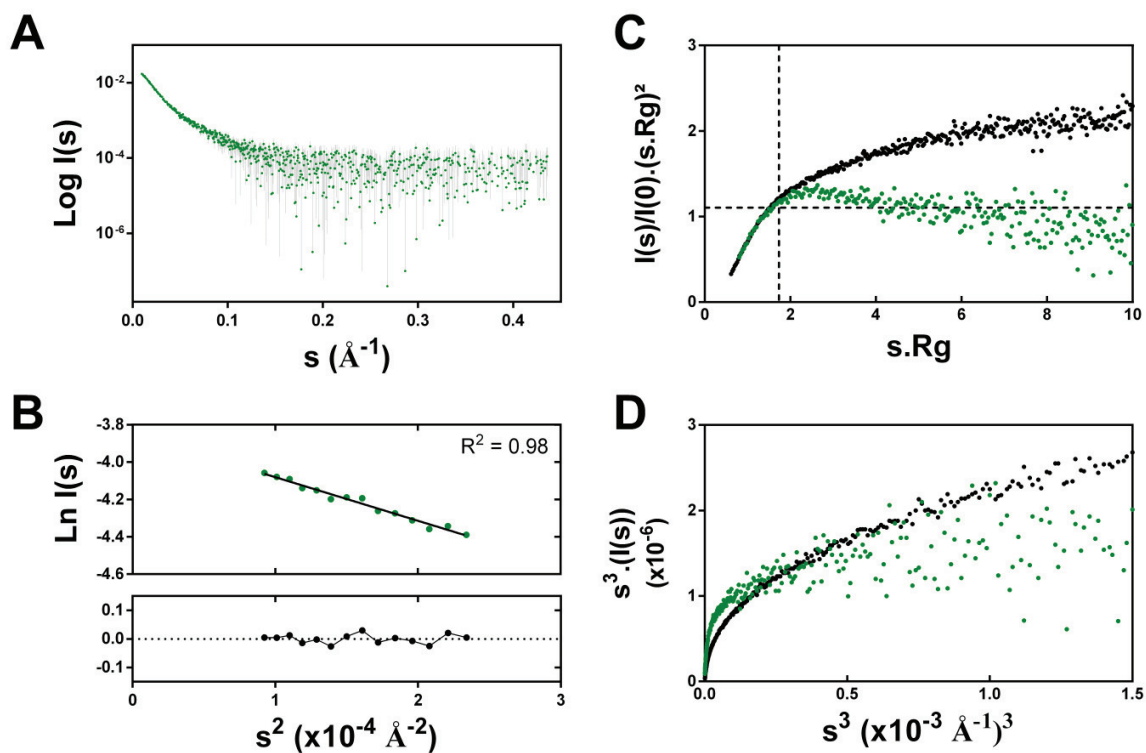 A
Log I(s)
10⁻²
10⁻⁴
10⁻⁶
0.0 0.1 0.2 0.3 0.4
s (Å⁻¹)
B
Ln I(s)
-3.8
-4.0
-4.2
-4.4
-4.6
R² = 0.98
0.1
0.0
-0.1
0 1 2 3
s² (x10⁻⁴ Å⁻²)
C
I(s)/I(0).(s.Rg)²
3
2
1
0
0 2 4 6 8 10
s.Rg
D
s³.(I(s))
(x10⁻⁶)
3
2
1
0
0.0 0.5 1.0 1.5
s³ (x10⁻³ Å⁻¹)³